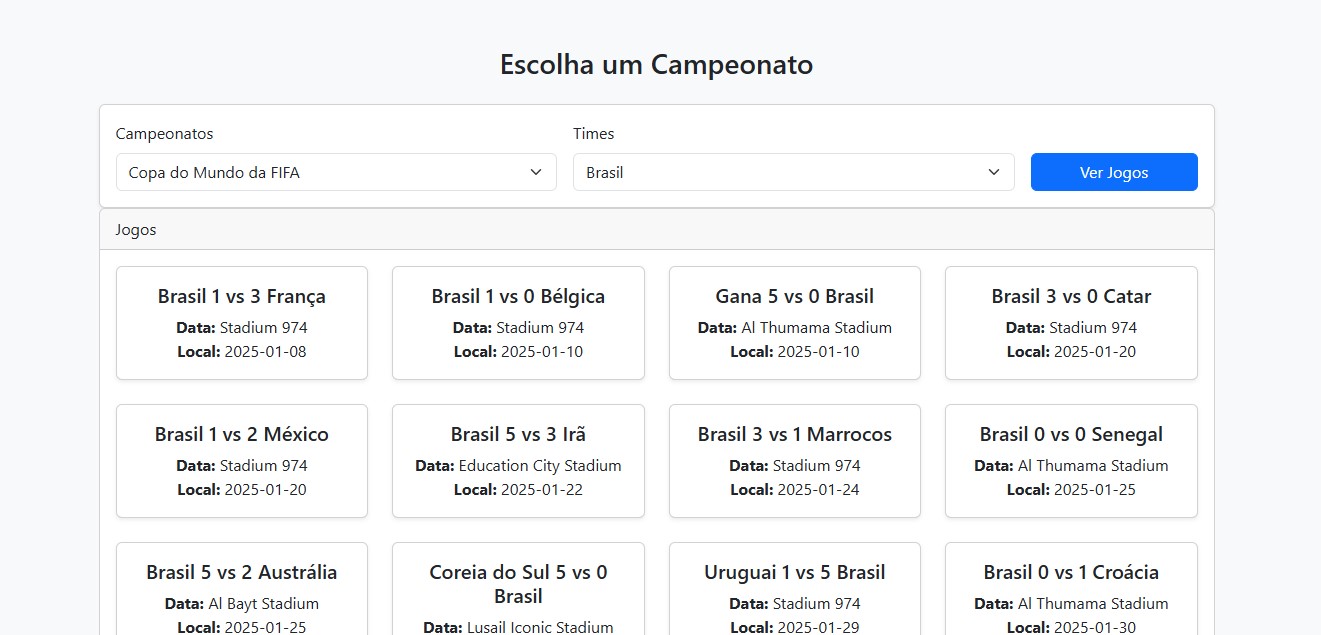 Escolha um Campeonato
Campeonatos
Times
Copa do Mundo da FIFA
Brasil
Ver Jogos
Jogos
Brasil 1 vs 3 França
Data: Stadium 974
Local: 2025-01-08
Brasil 1 vs 0 Bélgica
Data: Stadium 974
Local: 2025-01-10
Gana 5 vs 0 Brasil
Data: Al Thumama Stadium
Local: 2025-01-10
Brasil 3 vs 0 Catar
Data: Stadium 974
Local: 2025-01-20
Brasil 1 vs 2 México
Data: Stadium 974
Local: 2025-01-20
Brasil 5 vs 3 Irã
Data: Education City Stadium
Local: 2025-01-22
Brasil 3 vs 1 Marrocos
Data: Stadium 974
Local: 2025-01-24
Brasil 0 vs 0 Senegal
Data: Al Thumama Stadium
Local: 2025-01-25
Brasil 5 vs 2 Austrália
Data: Al Bayt Stadium
Local: 2025-01-25
Coreia do Sul 5 vs 0
Brasil
Data: Lusail Iconic Stadium
Uruguai 1 vs 5 Brasil
Data: Stadium 974
Local: 2025-01-29
Brasil 0 vs 1 Croácia
Data: Al Thumama Stadium
Local: 2025-01-30